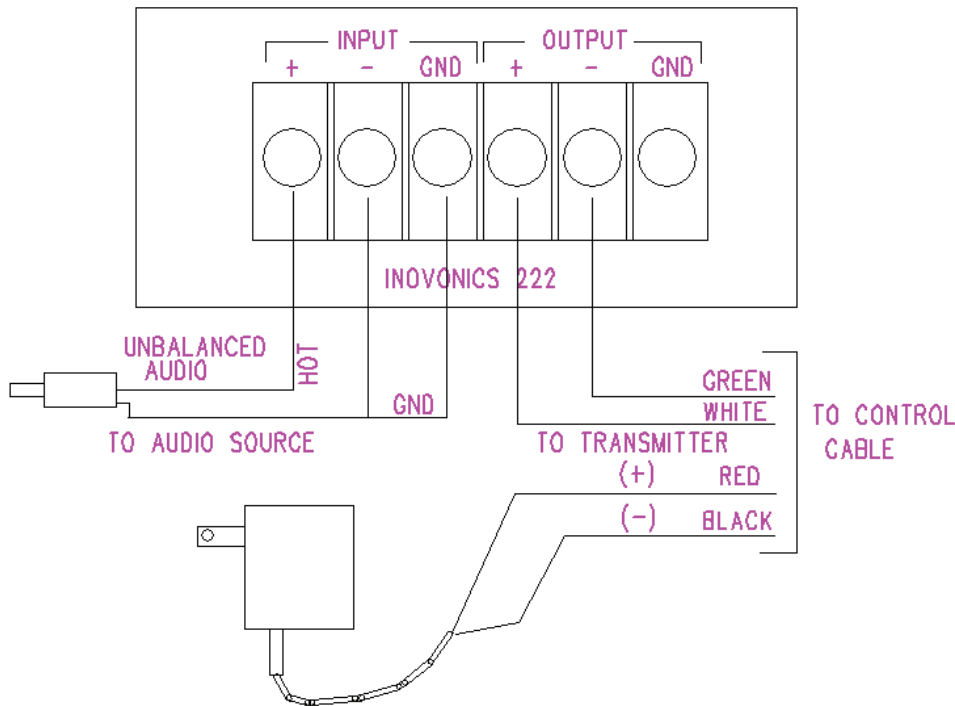 INPUT OUTPUT
+ - GND + - GND
INOVONICS 222
UNBALANCED
AUDIO
HOT
GND
TO AUDIO SOURCE
GREEN
WHITE
TO TRANSMITTER
TO CONTROL
CABLE
(+) RED
(-) BLACK